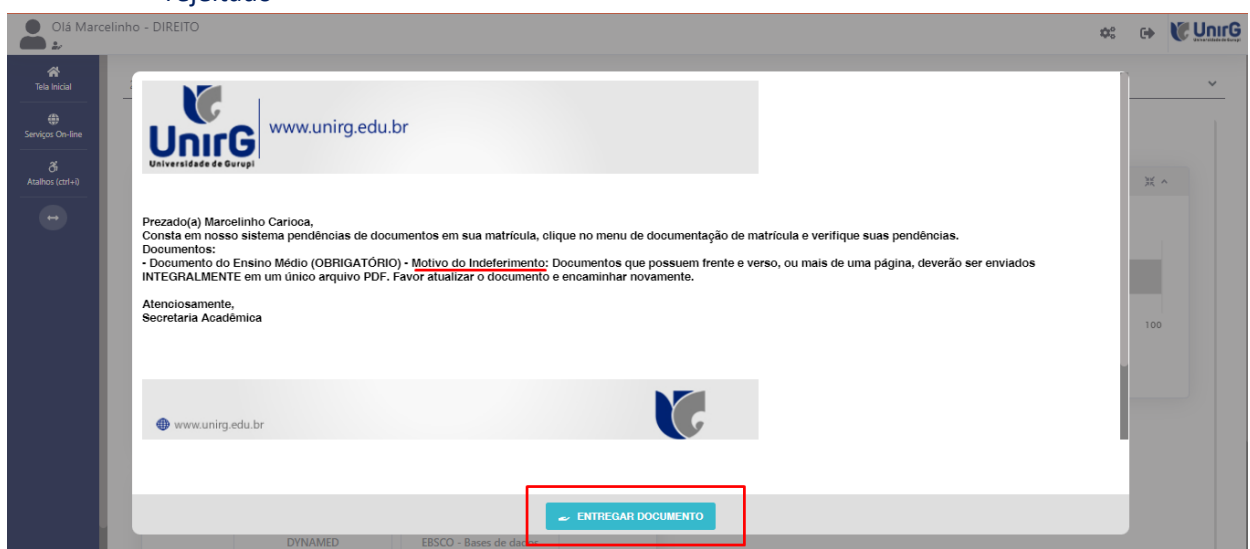 rejeitado
Olá Marcelinho - DIREITO
UnirG
Tela Inicial
Serviços On-line
Atalhos (ctrl+i)
UnirG
Universidade de Gurupi
www.unirg.edu.br
Prezado(a) Marcelinho Carioca,
Consta em nosso sistema pendências de documentos em sua matrícula, clique no menu de documentação de matrícula e verifique suas pendências.
Documentos:
- Documento do Ensino Médio (OBRIGATÓRIO) - Motivo do Indeferimento: Documentos que possuem frente e verso, ou mais de uma página, deverão ser enviados
INTEGRALMENTE em um único arquivo PDF. Favor atualizar o documento e encaminhar novamente.
Atenciosamente,
Secretaria Acadêmica
100
www.unirg.edu.br
ENTREGAR DOCUMENTO
DYNAMED
EBSCO - Bases de dados